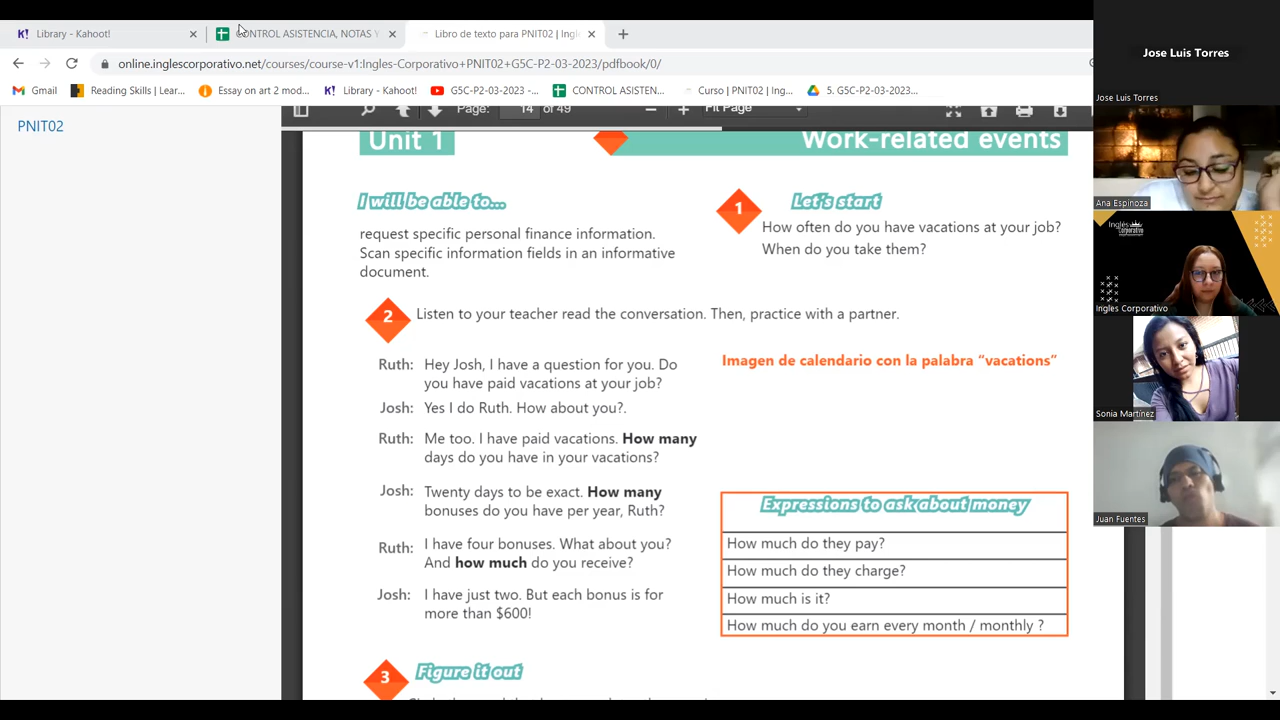 Library - Kahoot!
CONTROL ASISTENCIA, NOTAS Y
Libro de texto para PNIT02 | Ingl
online.inglescorporativo.net/courses/course-v1:Ingles-Corporativo+PNIT02+G5C-P2-03-2023/pdfbook/0/
Gmail
Reading Skills | Lear...
Essay on art 2 mod...
Library - Kahoot!
G5C-P2-03-2023 -...
CONTROL ASISTEN...
Curso | PNIT02 | Ing...
5. G5C-P2-03-2023...
PNIT02
14 of 49
Fit Page
Unit 1
Work-related events
I will be able to...
request specific personal finance information.
Scan specific information fields in an informative
document.
1
Let's start
How often do you have vacations at your job?
When do you take them?
2
Listen to your teacher read the conversation. Then, practice with a partner.
Ruth: Hey Josh, I have a question for you. Do
you have paid vacations at your job?
Josh: Yes I do Ruth. How about you?.
Ruth: Me too. I have paid vacations. How many
days do you have in your vacations?
Josh: Twenty days to be exact. How many
bonuses do you have per year, Ruth?
Ruth: I have four bonuses. What about you?
And how much do you receive?
Josh: I have just two. But each bonus is for
more than $600!
Imagen de calendario con la palabra “vacations”
Expressions to ask about money
How much do they pay?
How much do they charge?
How much is it?
How much do you earn every month / monthly ?
3
Figure it out
Jose Luis Torres
Jose Luis Torres
Ana Espinoza
Inglés
Corporativo
Ingles Corporativo
Sonia Martinez
Juan Fuentes